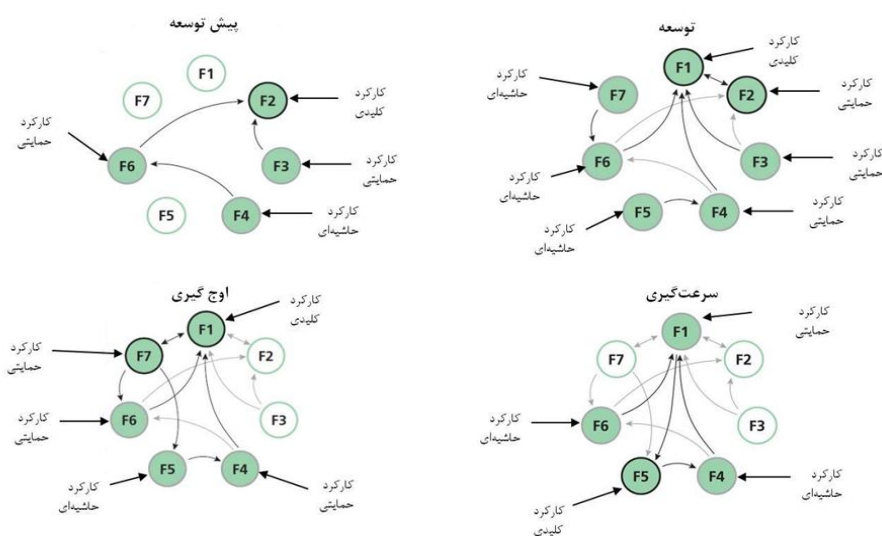 پیش توسعه
F1
F7
F2
کارکرد
کلیدی
کارکرد
حمایتی
F6
F3
کارکرد
حمایتی
F5
F4
کارکرد
حاشیه‌ای
توسعه
کارکرد
کلیدی
F1
کارکرد
حاشیه‌ای
F7
F2
کارکرد
حمایتی
F6
F3
کارکرد
حمایتی
کارکرد
حاشیه‌ای
F5
F4
کارکرد
حمایتی
کارکرد
حاشیه‌ای
اوج گیری
کارکرد
کلیدی
F1
کارکرد
حمایتی
F7
F2
کارکرد
حمایتی
F6
F3
کارکرد
حاشیه‌ای
F5
F4
کارکرد
حمایتی
سرعت‌گیری
کارکرد
حمایتی
F1
F7
F2
کارکرد
حاشیه‌ای
F6
F3
F5
F4
کارکرد
حاشیه‌ای
کارکرد
کلیدی